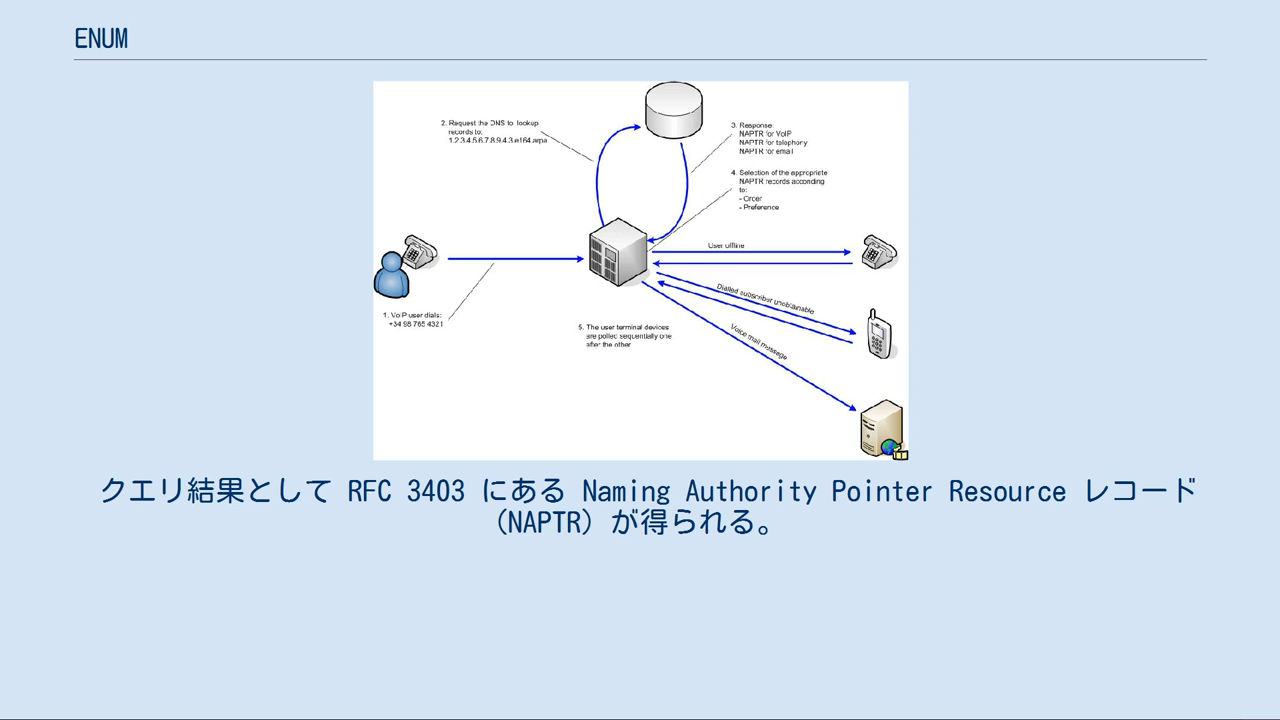 ENUM
2. Request the DNS to lookup
records to:
1.2.3.4.5.6.7.8.9.4.3.e164.arpa
3. Response:
NAPTR for VoIP
NAPTR for telephony
NAPTR for email
4. Selection of the appropriate
NAPTR records acconding
to:
- Order
- Preference
User offline
Dialled subscriber unobtainable
1. VoIP user dials:
+34 98 765 4321
5. The user terminal devices
are polled sequentially one
after the other
Voice mail message
クエリ結果として RFC 3403 にある Naming Authority Pointer Resource レコード
(NAPTR) が得られる。